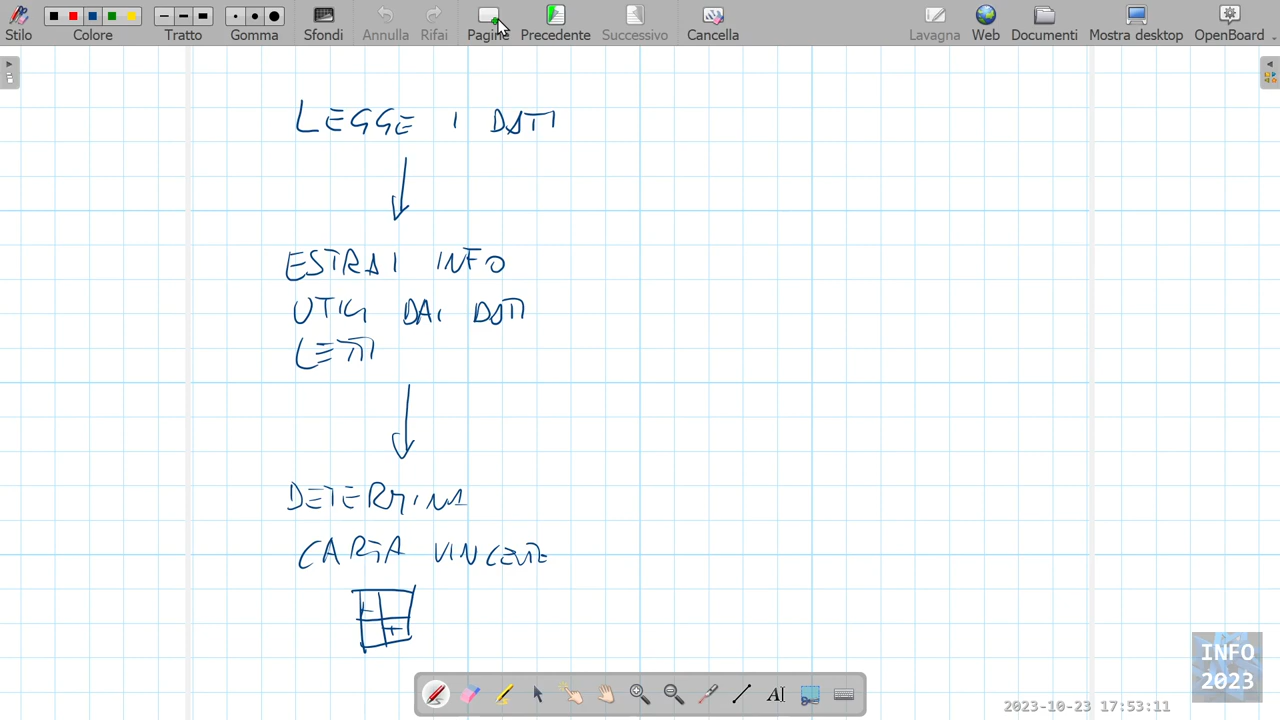 Stilo Colore Tratto Gomma Sfondi Annulla Rifai Pagine Precedente Successivo Cancella Lavagna Web Documenti Mostra desktop OpenBoard
LEGGE I DATI
ESTRAI INFO
UTILI DAI DATI
LETTI
DETERMINA
CARTA VINCENTE
INFO
2023
2023-10-23 17:53:11